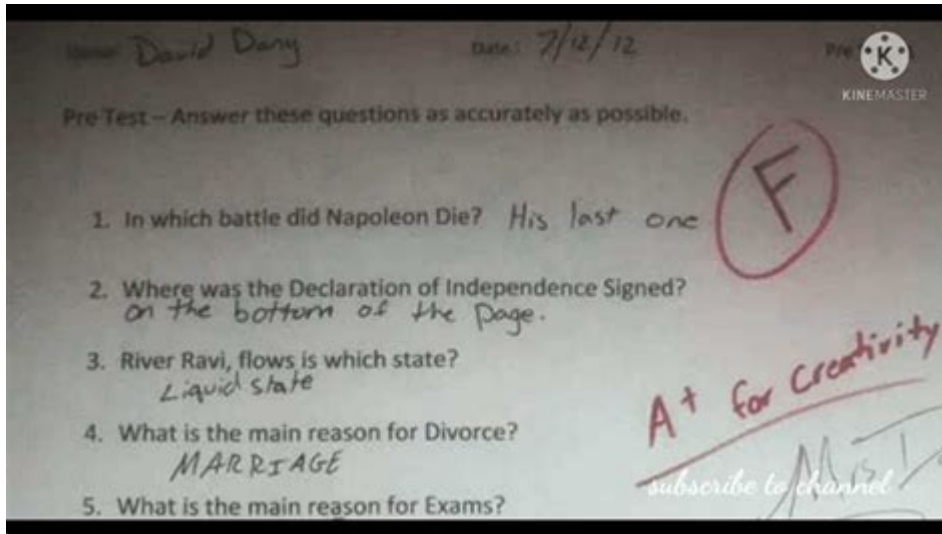 Name: David Dany Date: 7/12/12 Pre
KINEMASTER
Pre Test – Answer these questions as accurately as possible.
F
1. In which battle did Napoleon Die? His last one
2. Where was the Declaration of Independence Signed?
on the bottom of the page.
3. River Ravi, flows is which state?
Liquid state
A+ for Creativity
4. What is the main reason for Divorce?
MARRIAGE
subscribe to channel
5. What is the main reason for Exams?